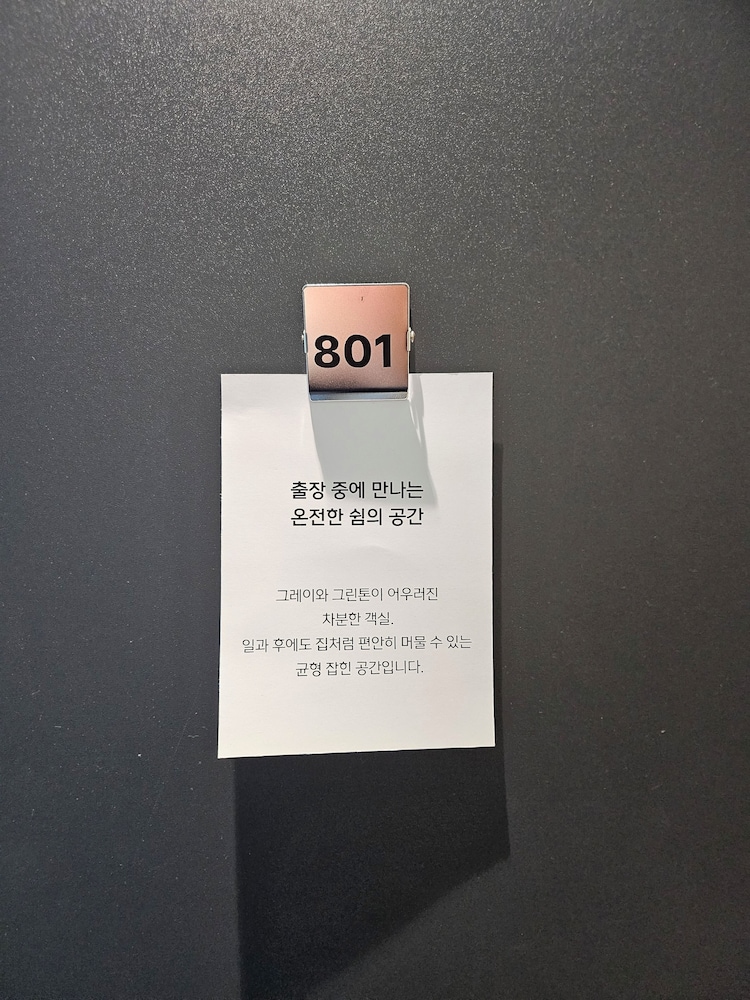 801
출장 중에 만나는
온전한 쉼의 공간
그레이와 그린톤이 어우러진
차분한 객실.
일과 후에도 집처럼 편안히 머물 수 있는
균형 잡힌 공간입니다.